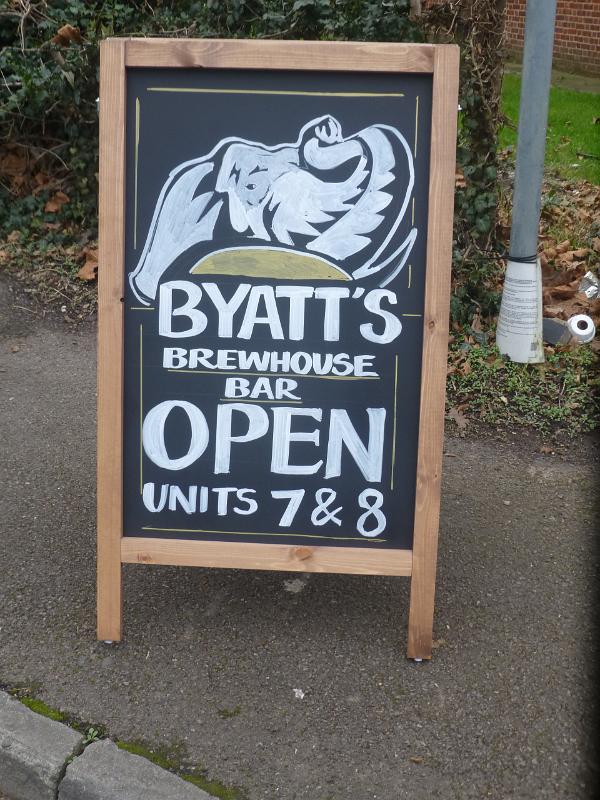 BYATT'S
BREWHOUSE
BAR
OPEN
UNITS 7 & 8